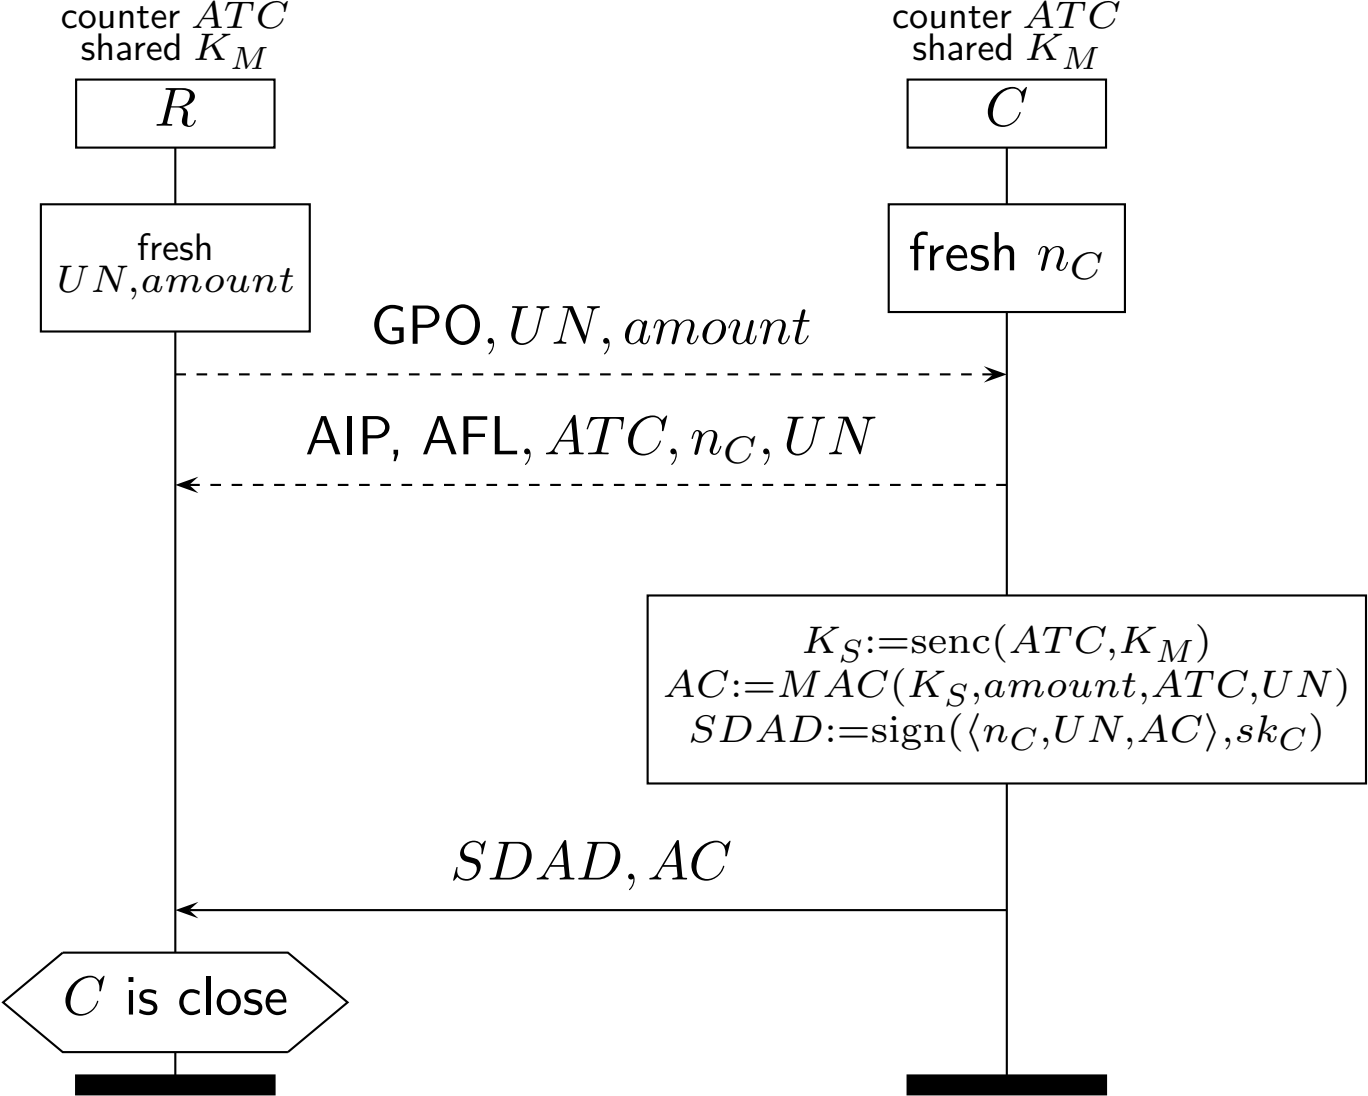 counter ATC
shared K_M
R
counter ATC
shared K_M
C
fresh
UN,amount
fresh n_C
GPO, UN, amount
AIP, AFL, ATC, n_C, UN
K_S:=senc(ATC,K_M)
AC:=MAC(K_S,amount,ATC,UN)
SDAD:=sign(⟨n_C,UN,AC⟩,sk_C)
SDAD, AC
C is close